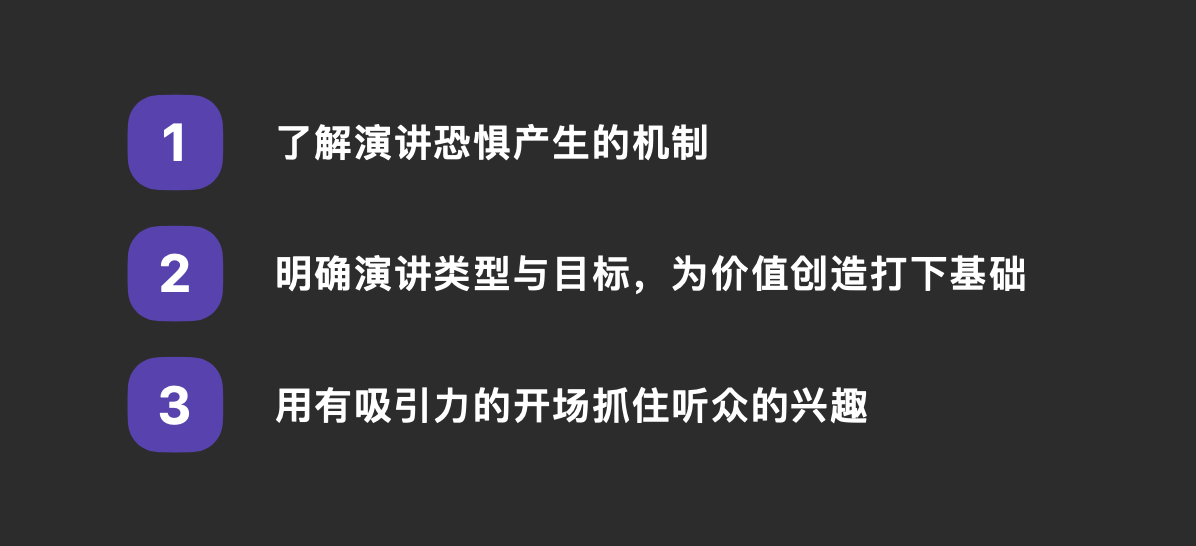 1 了解演讲恐惧产生的机制
2 明确演讲类型与目标，为价值创造打下基础
3 用有吸引力的开场抓住听众的兴趣